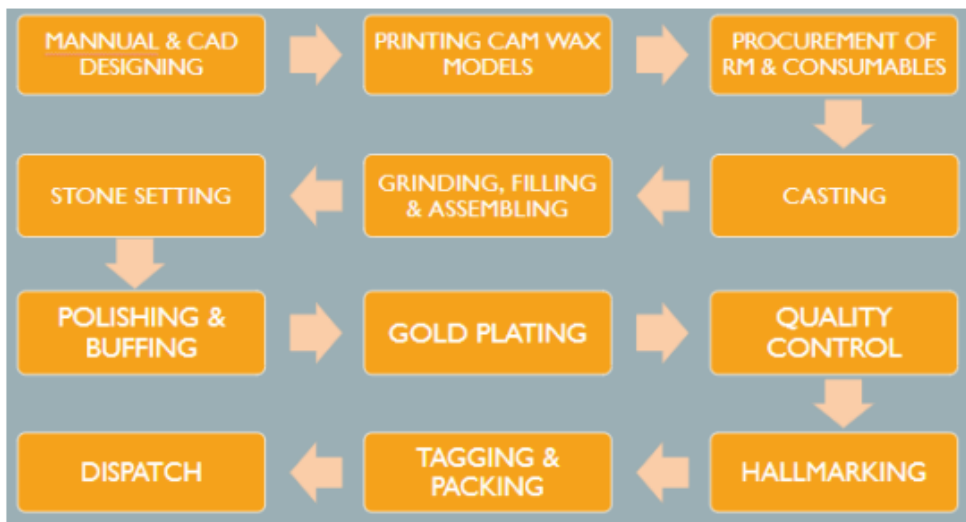 MANNUAL & CAD
DESIGNING
PRINTING CAM WAX
MODELS
PROCUREMENT OF
RM & CONSUMABLES
CASTING
GRINDING, FILLING
& ASSEMBLING
STONE SETTING
POLISHING &
BUFFING
GOLD PLATING
QUALITY
CONTROL
HALLMARKING
TAGGING &
PACKING
DISPATCH